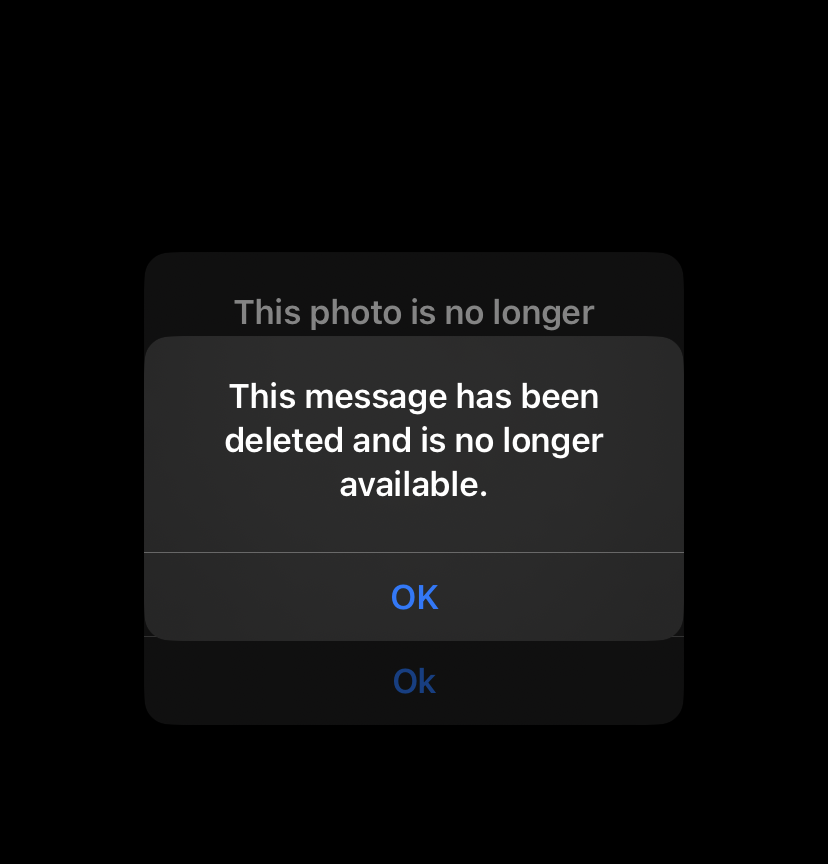 This photo is no longer
This message has been
deleted and is no longer
available.
OK
Ok